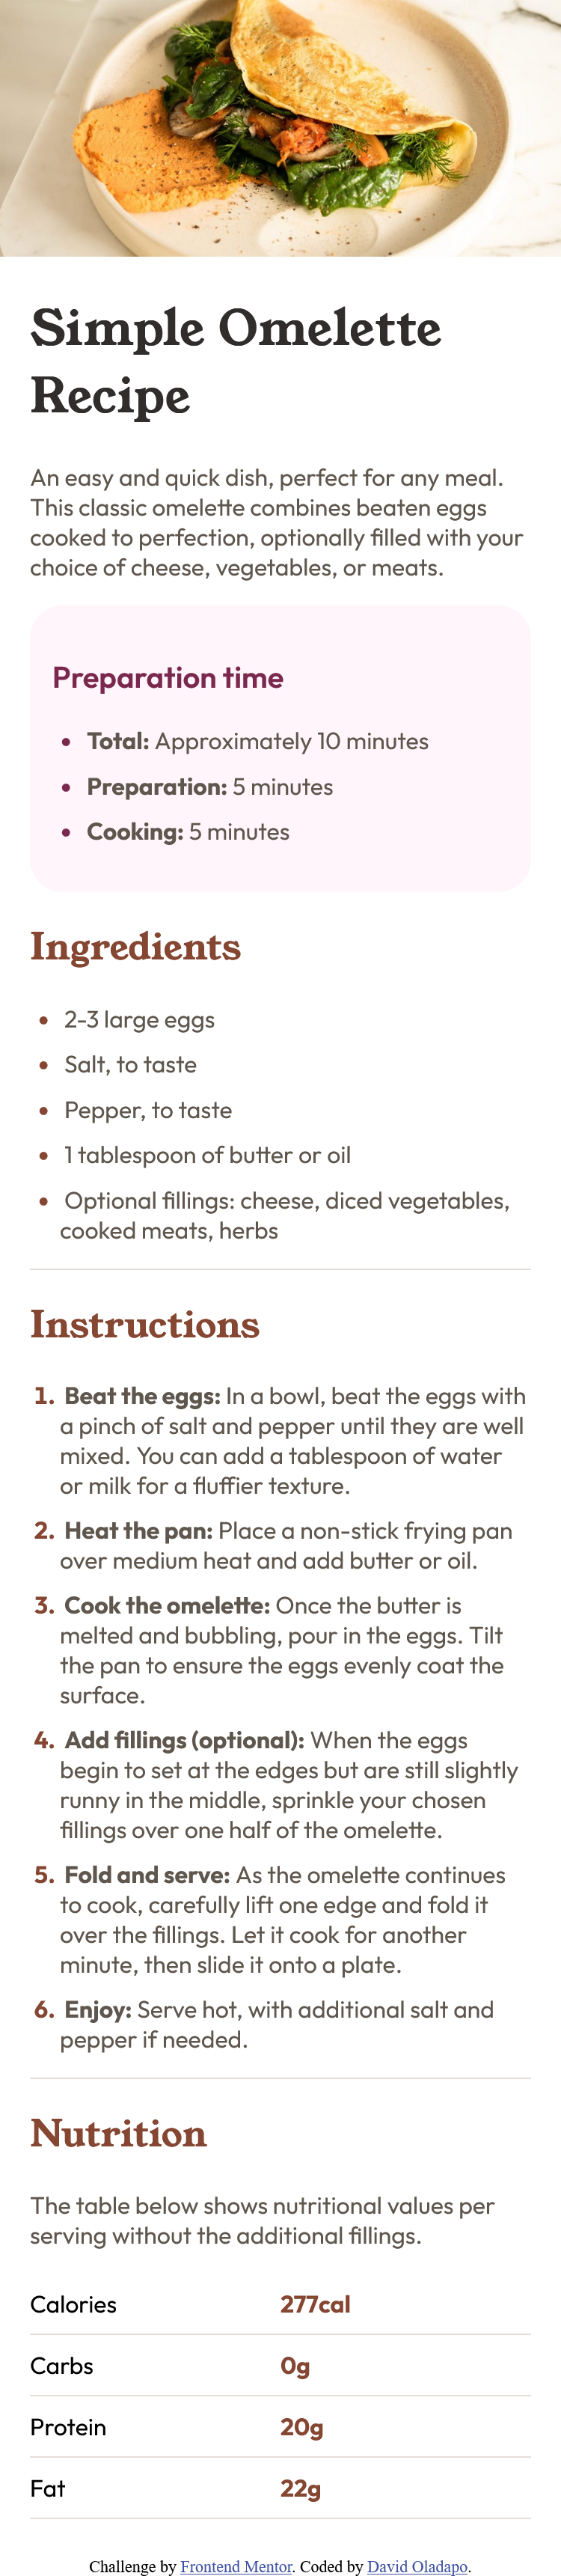 Simple Omelette
Recipe
An easy and quick dish, perfect for any meal.
This classic omelette combines beaten eggs
cooked to perfection, optionally filled with your
choice of cheese, vegetables, or meats.
Preparation time
• Total: Approximately 10 minutes
• Preparation: 5 minutes
• Cooking: 5 minutes
Ingredients
• 2-3 large eggs
• Salt, to taste
• Pepper, to taste
• 1 tablespoon of butter or oil
• Optional fillings: cheese, diced vegetables,
cooked meats, herbs
Instructions
1. Beat the eggs: In a bowl, beat the eggs with
a pinch of salt and pepper until they are well
mixed. You can add a tablespoon of water
or milk for a fluffier texture.
2. Heat the pan: Place a non-stick frying pan
over medium heat and add butter or oil.
3. Cook the omelette: Once the butter is
melted and bubbling, pour in the eggs. Tilt
the pan to ensure the eggs evenly coat the
surface.
4. Add fillings (optional): When the eggs
begin to set at the edges but are still slightly
runny in the middle, sprinkle your chosen
fillings over one half of the omelette.
5. Fold and serve: As the omelette continues
to cook, carefully lift one edge and fold it
over the fillings. Let it cook for another
minute, then slide it onto a plate.
6. Enjoy: Serve hot, with additional salt and
pepper if needed.
Nutrition
The table below shows nutritional values per
serving without the additional fillings.
Calories 277cal
Carbs 0g
Protein 20g
Fat 22g
Challenge by Frontend Mentor. Coded by David Oladapo.